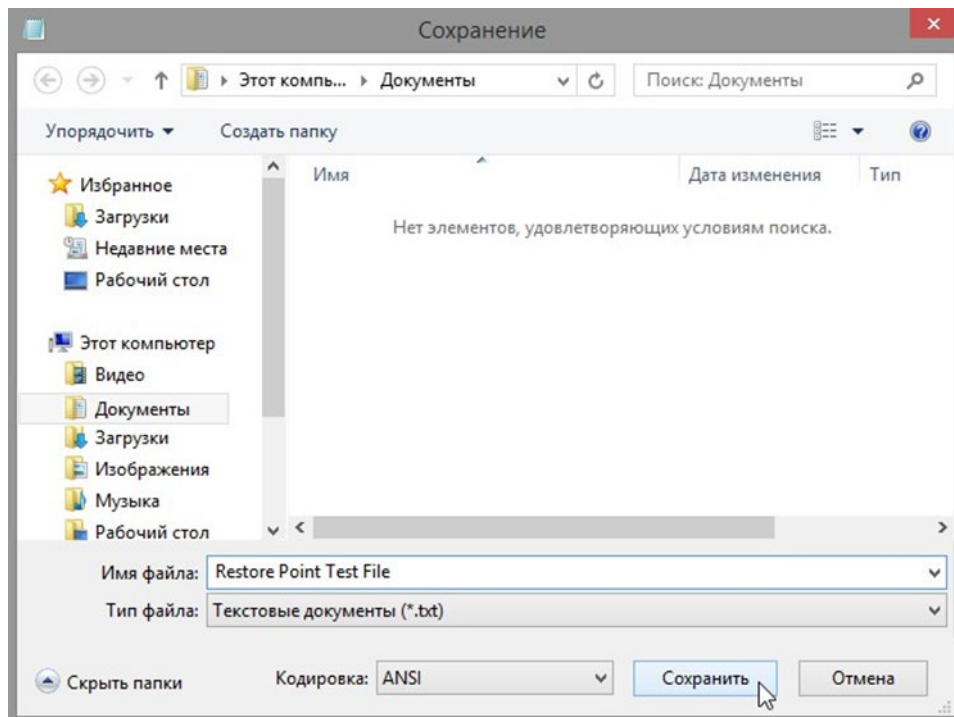 Сохранение
Этот компь... Документы
Поиск: Документы
Упорядочить Создать папку
Имя Дата изменения Тип
Нет элементов, удовлетворяющих условиям поиска.
Избранное
Загрузки
Недавние места
Рабочий стол
Этот компьютер
Видео
Документы
Загрузки
Изображения
Музыка
Рабочий стол
Имя файла: Restore Point Test File
Тип файла: Текстовые документы (*.txt)
Скрыть папки Кодировка: ANSI Сохранить Отмена